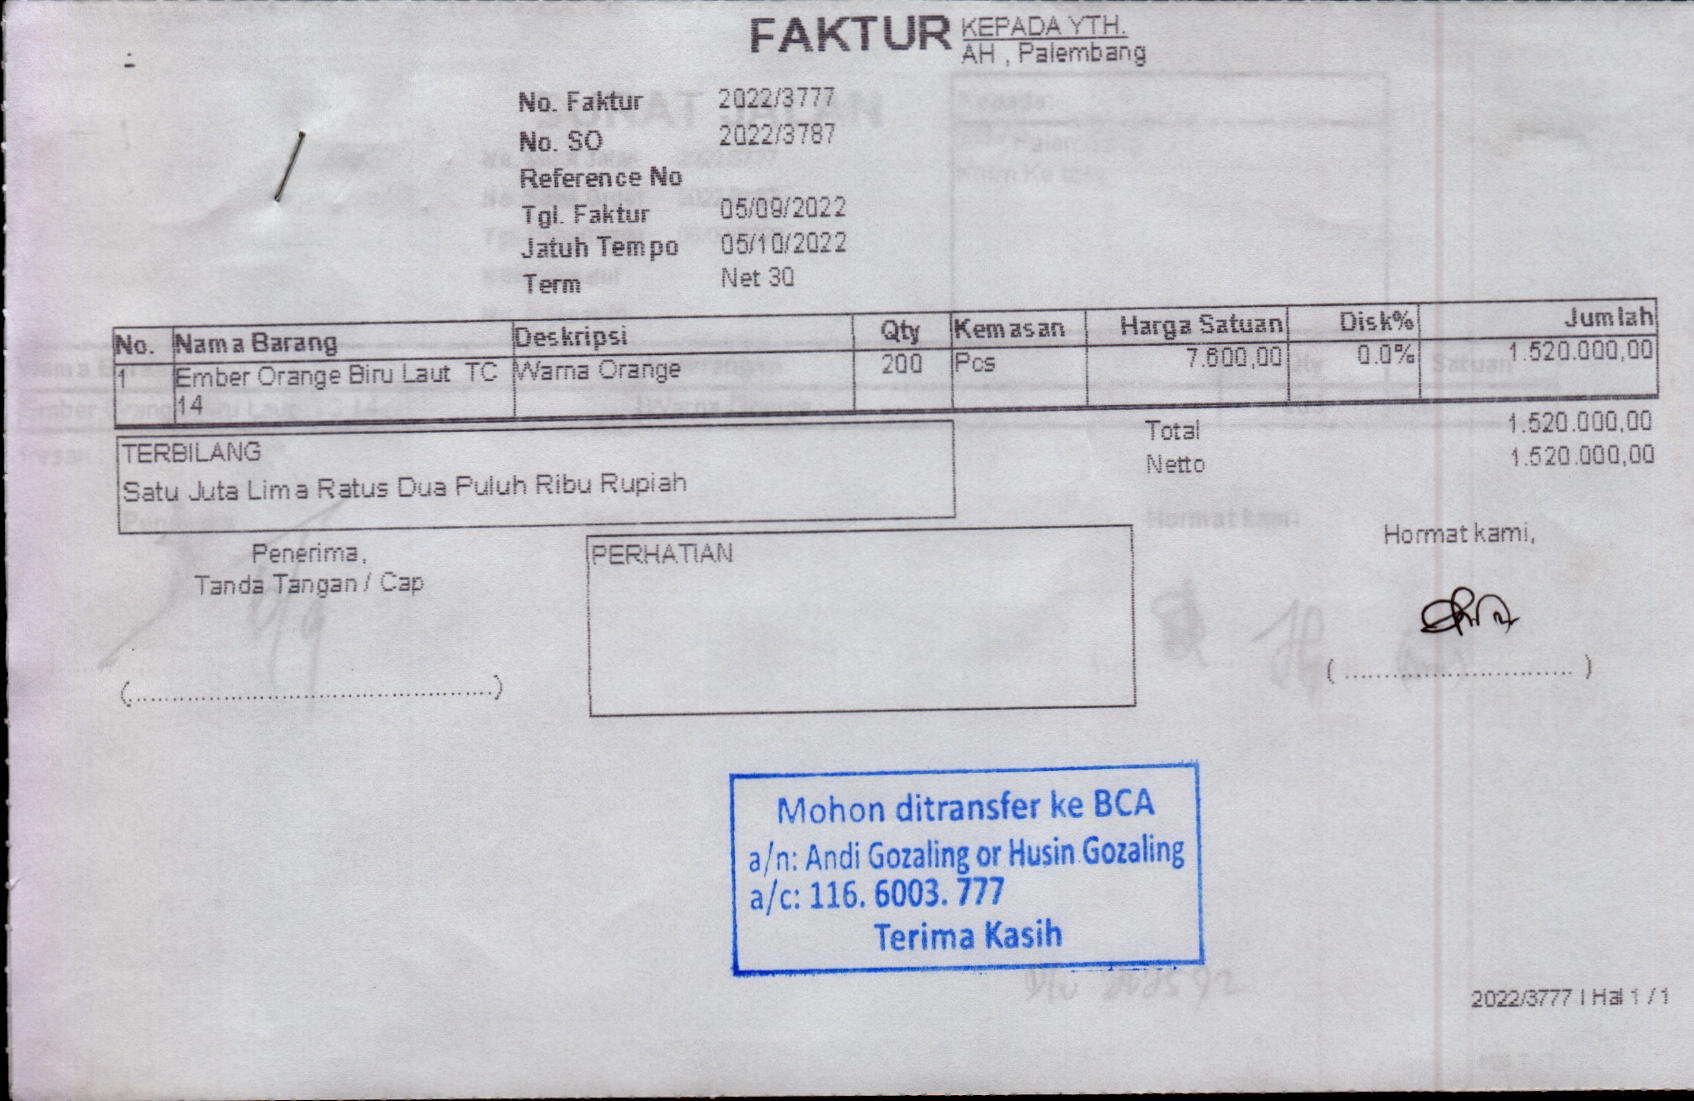 FAKTUR
KEPADA YTH.
AH , Palembang
No. Faktur 2022/3777
No. SO 2022/3787
Reference No
Tgl. Faktur 05/09/2022
Jatuh Tempo 05/10/2022
Term Net 30
No. Nama Barang Deskripsi Qty Kemasan Harga Satuan Disk% Jumlah
1 Ember Orange Biru Laut TC Warna Orange 200 Pcs 7.600,00 0.0% 1.520.000,00
14
Total 1.520.000,00
Netto 1.520.000,00
TERBILANG
Satu Juta Lima Ratus Dua Puluh Ribu Rupiah
Penerima,
Tanda Tangan / Cap
(................................................)
PERHATIAN
Hormat kami,
( .............................. )
Mohon ditransfer ke BCA
a/n: Andi Gozaling or Husin Gozaling
a/c: 116. 6003. 777
Terima Kasih
2022/3777 | Hal 1 / 1